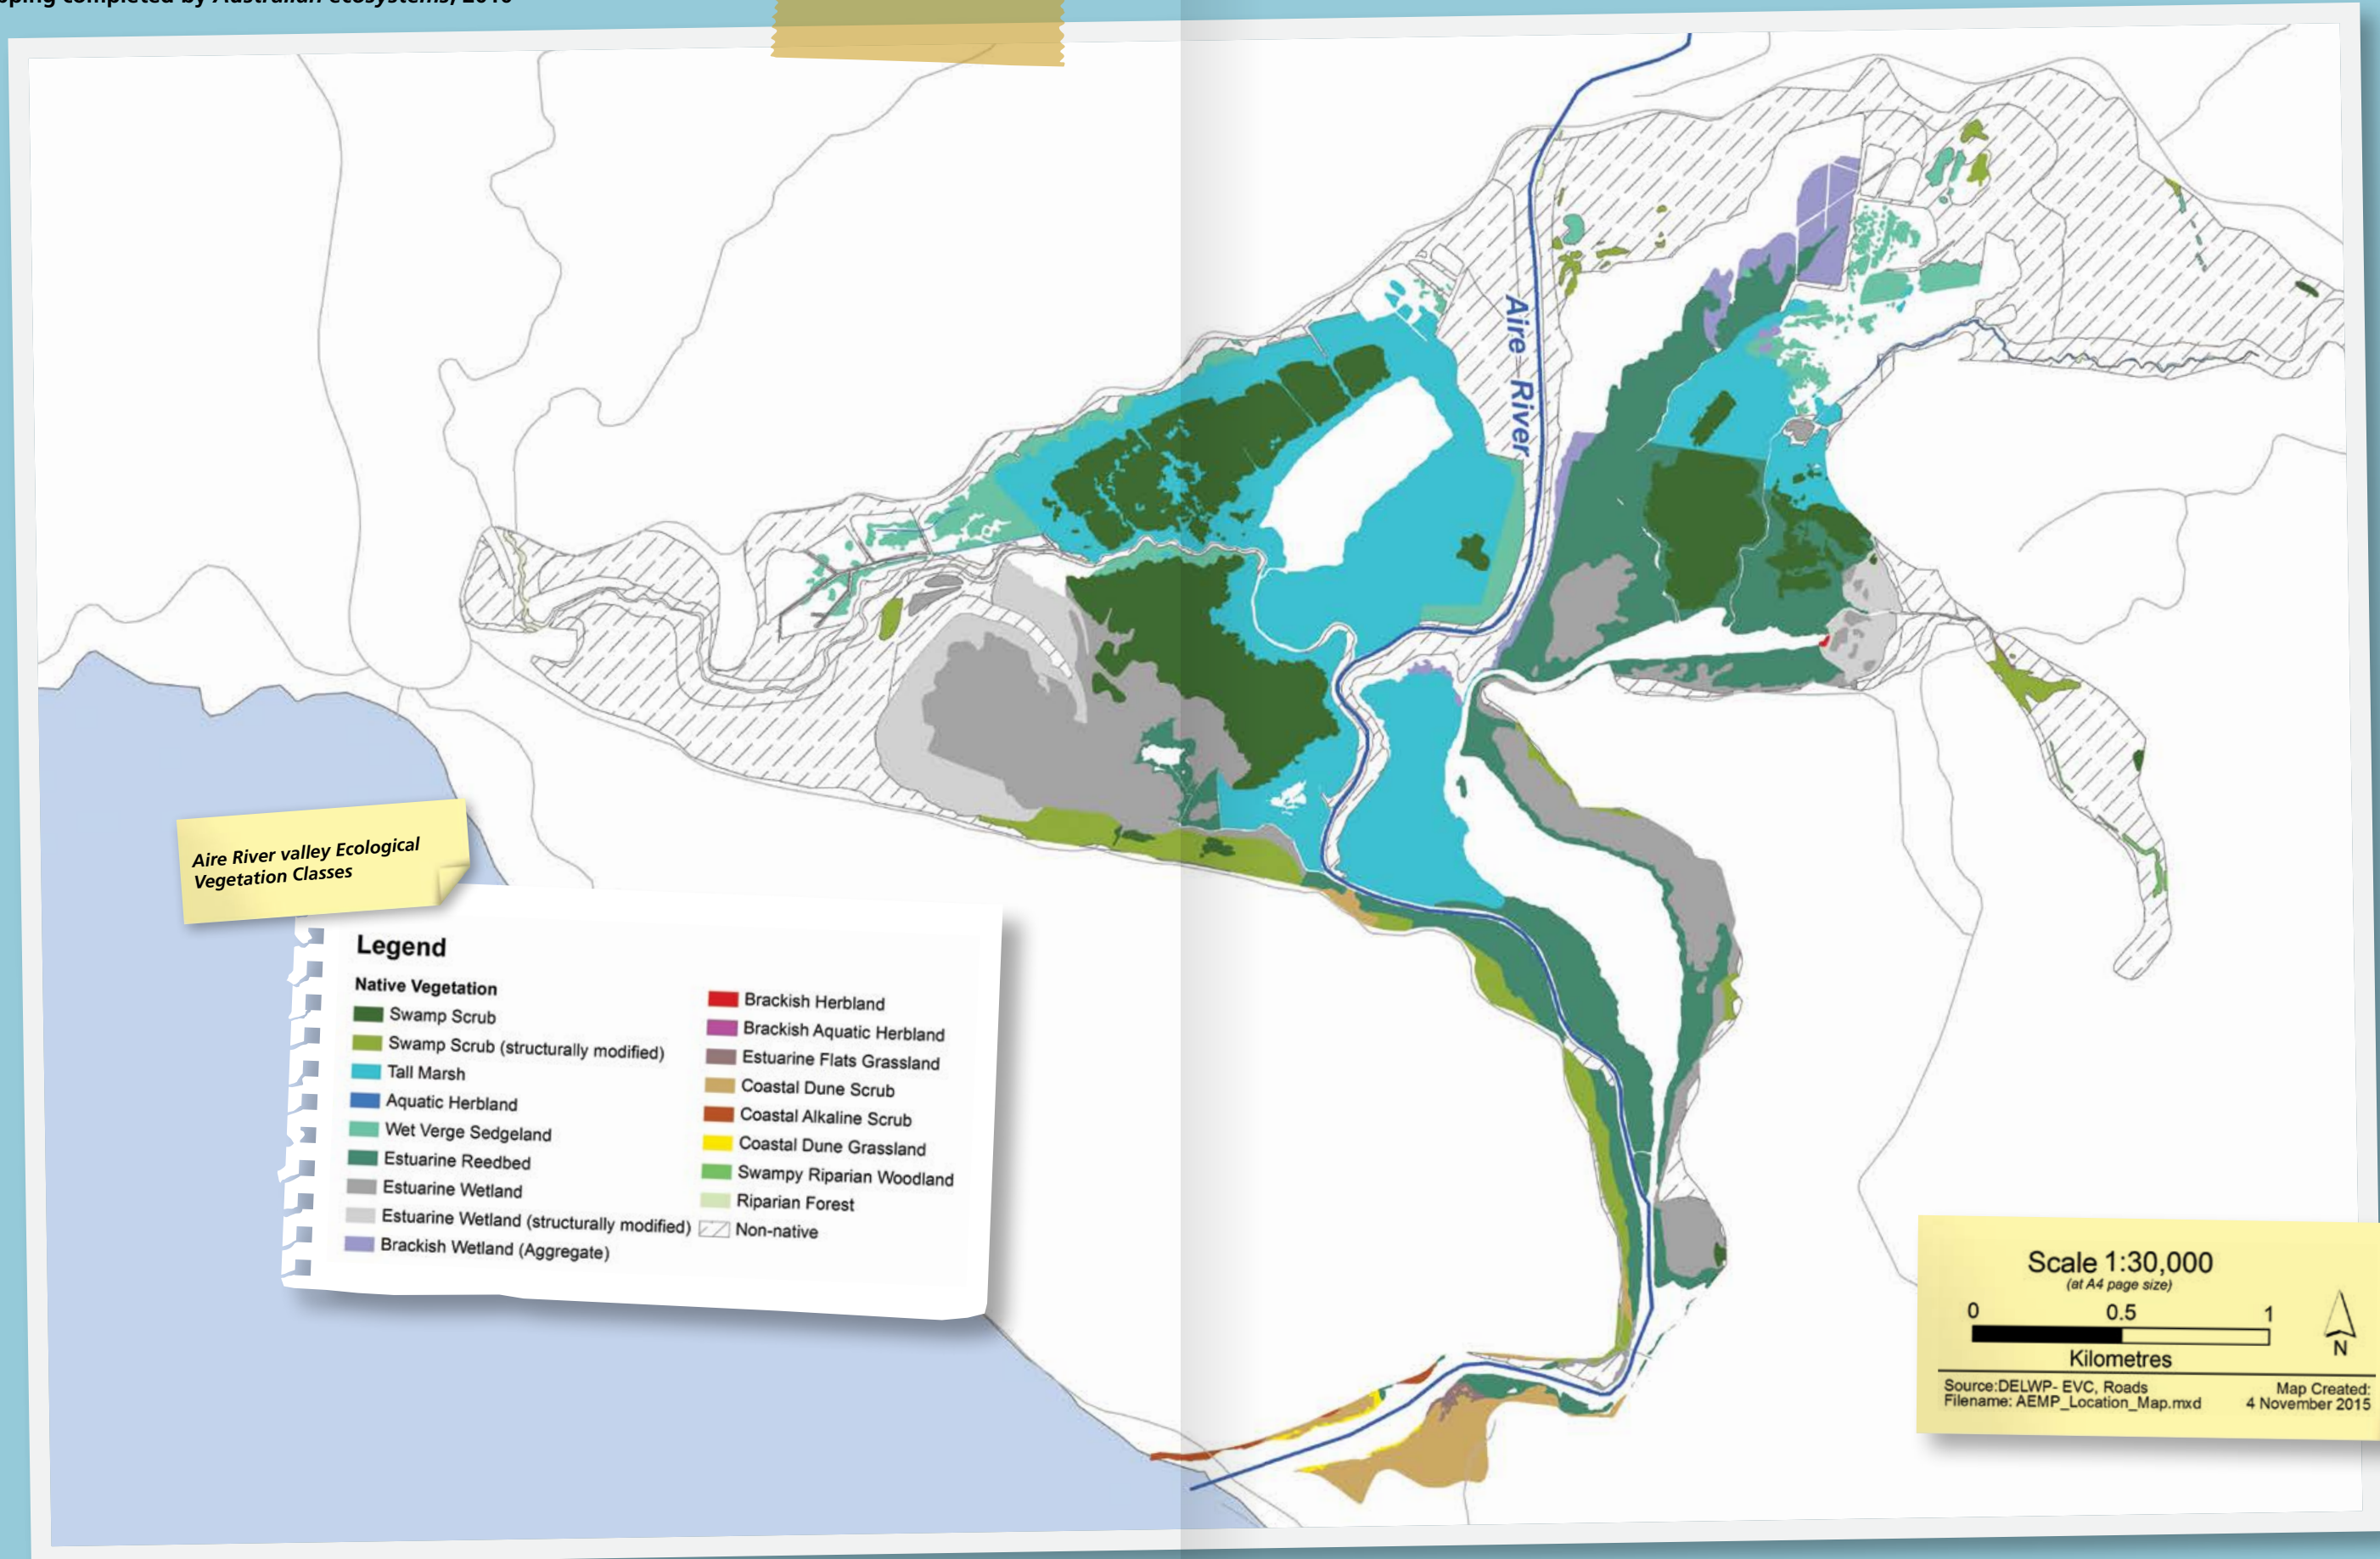 Australian ecosystems, 2010
Aire River
Aire River valley Ecological
Vegetation Classes
Legend
Native Vegetation
Swamp Scrub
Swamp Scrub (structurally modified)
Tall Marsh
Aquatic Herbland
Wet Verge Sedgeland
Estuarine Reedbed
Estuarine Wetland
Estuarine Wetland (structurally modified)
Brackish Wetland (Aggregate)
Brackish Herbland
Brackish Aquatic Herbland
Estuarine Flats Grassland
Coastal Dune Scrub
Coastal Alkaline Scrub
Coastal Dune Grassland
Swampy Riparian Woodland
Riparian Forest
Non-native
Scale 1:30,000
(at A4 page size)
0 0.5 1
Kilometres
N
Source:DELWP- EVC, Roads
Filename: AEMP_Location_Map.mxd
Map Created:
4 November 2015